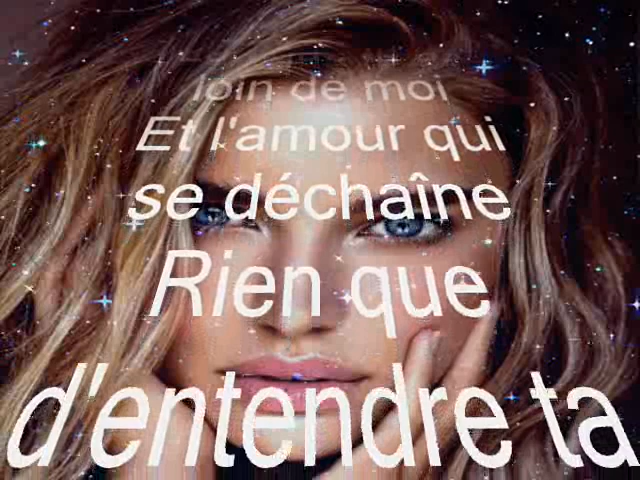 loin de moi
Et l'amour qui
se déchaîne
Rien que
d'entendre ta